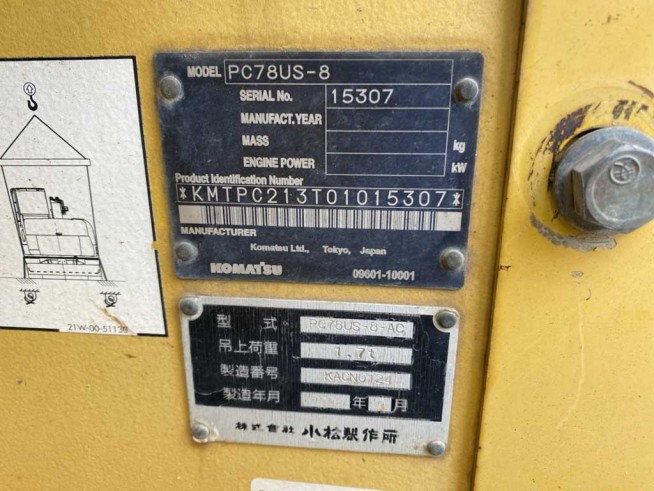 MODEL PC78US-8
SERIAL No. 15307
MANUFACT. YEAR
MASS kg
ENGINE POWER kW
Product Identification Number
*KMTPC213T01015307*
MANUFACTURER
Komatsu Ltd., Tokyo, Japan
KOMATSU 09601-10001
21W-00-51130
型式 PC78US-8-AC
吊上荷重 1.7t
製造番号
製造年月 年 月
株式会社 小松製作所